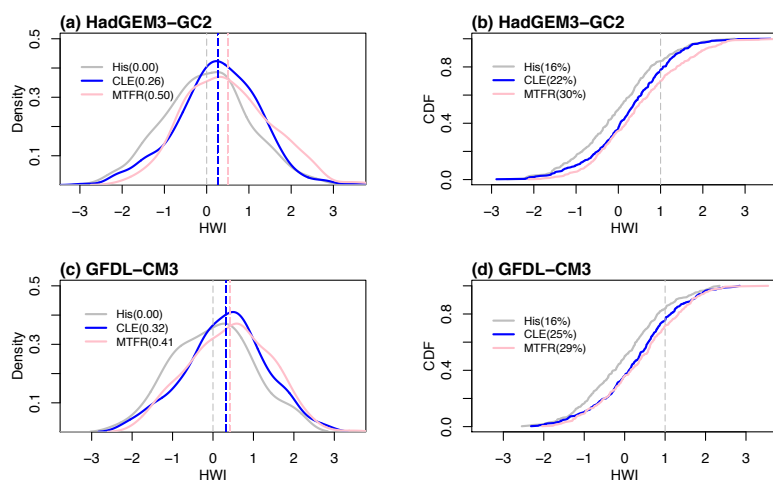 (a) HadGEM3−GC2
Density
0.5
0.3
0.1
His(0.00)
CLE(0.26)
MTFR(0.50)
−3 −2 −1 0 1 2 3
HWI
(b) HadGEM3−GC2
CDF
0.8
0.4
0.0
His(16%)
CLE(22%)
MTFR(30%)
−3 −2 −1 0 1 2 3
HWI
(c) GFDL−CM3
Density
0.5
0.3
0.1
His(0.00)
CLE(0.32)
MTFR(0.41
−3 −2 −1 0 1 2 3
HWI
(d) GFDL−CM3
CDF
0.8
0.4
0.0
His(16%)
CLE(25%)
MTFR(29%)
−3 −2 −1 0 1 2 3
HWI